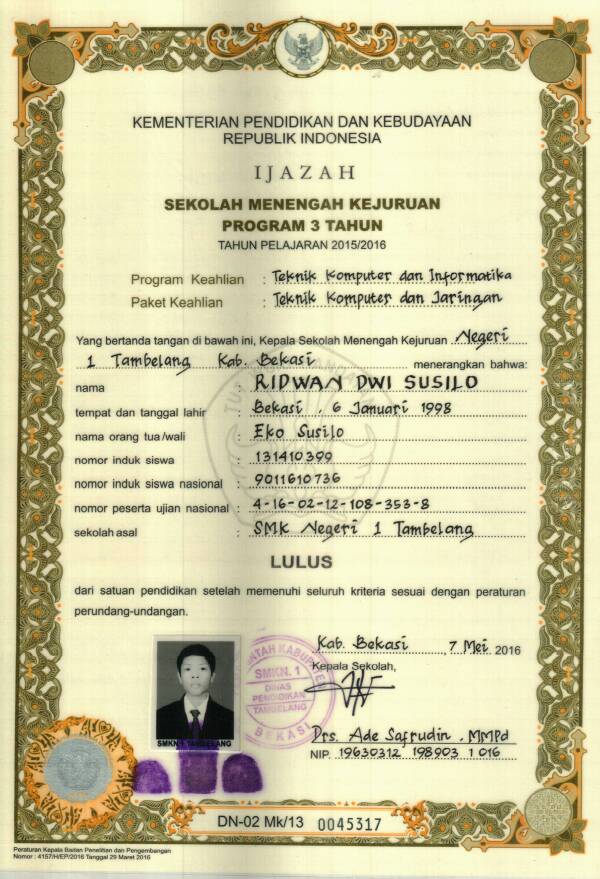 KEMENTERIAN PENDIDIKAN DAN KEBUDAYAAN
REPUBLIK INDONESIA
IJAZAH
SEKOLAH MENENGAH KEJURUAN
PROGRAM 3 TAHUN
TAHUN PELAJARAN 2015/2016
Program Keahlian : Teknik Komputer dan Informatika
Paket Keahlian : Teknik Komputer dan Jaringan
Yang bertanda tangan di bawah ini, Kepala Sekolah Menengah Kejuruan Negeri
1 Tambelang Kab. Bekasi menerangkan bahwa:
nama : RIDWAN DWI SUSILO
tempat dan tanggal lahir : Bekasi, 6 Januari 1998
nama orang tua/wali : Eko Susilo
nomor induk siswa : 131410399
nomor induk siswa nasional : 9011610736
nomor peserta ujian nasional : 4-16-02-12-108-353-8
sekolah asal : SMK Negeri 1 Tambelang
LULUS
dari satuan pendidikan setelah memenuhi seluruh kriteria sesuai dengan peraturan
perundang-undangan.
Kab. Bekasi, 7 Mei 2016
Kepala Sekolah,
SMKN. 1
DINAS
PENDIDIKAN
TAMBELANG
BEKASI
SMKN 1 TAMBELANG
Drs. Ade Safrudin, MMPd
NIP. 19630312 198903 1 016
DN-02 Mk/13 0045317
Peraturan Kepala Badan Penelitian dan Pengembangan
Nomor : 4157/H/EP/2016 Tanggal 29 Maret 2016